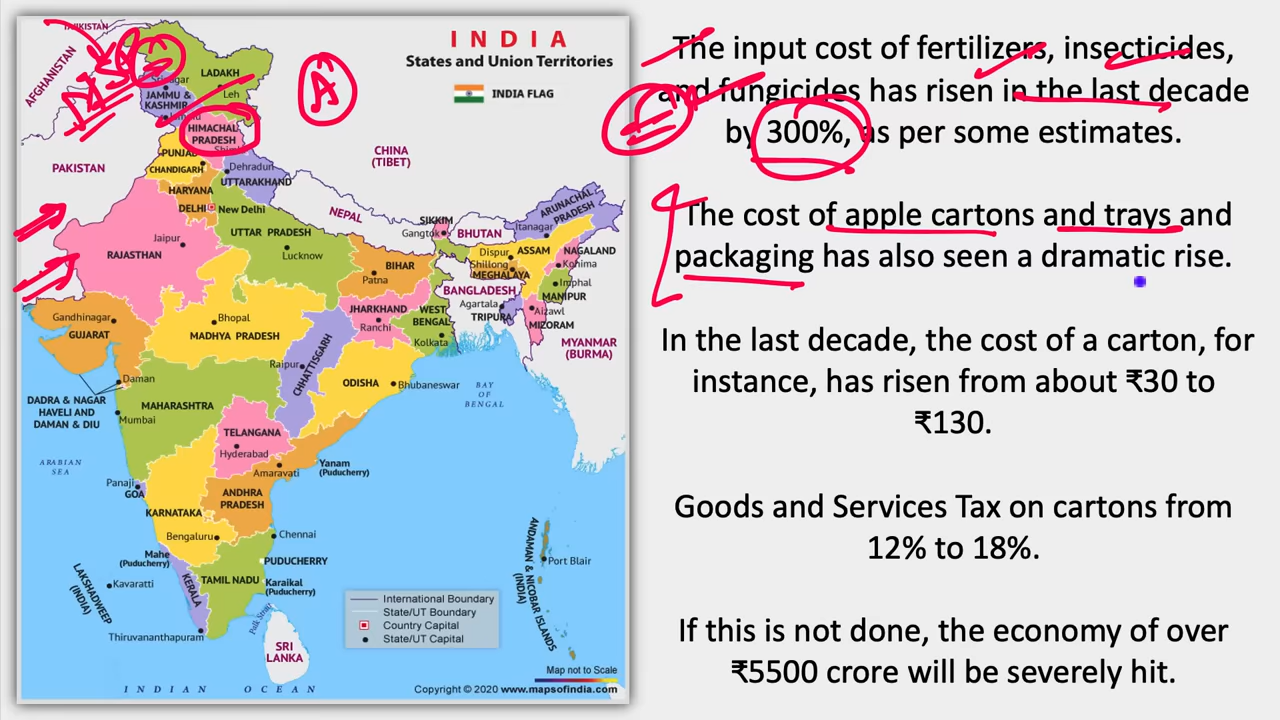 INDIA
States and Union Territories
INDIA FLAG
AFGHANISTAN
LADAKH
Leh
JAMMU &
KASHMIR
HIMACHAL
PRADESH
CHINA
(TIBET)
PAKISTAN
CHANDIGARH
Dehradun
UTTARAKHAND
HARYANA
DELHI
New Delhi
NEPAL
SIKKIM
Gangtok
BHUTAN
ARUNACHAL
PRADESH
Itanagar
UTTAR PRADESH
Lucknow
Jaipur
RAJASTHAN
BIHAR
Patna
Dispur
ASSAM
NAGALAND
Shillong
Kohima
MEGHALAYA
Imphal
MANIPUR
BANGLADESH
Agartala
TRIPURA
Aizawl
MIZORAM
Gandhinagar
GUJARAT
Bhopal
MADHYA PRADESH
JHARKHAND
Ranchi
WEST
BENGAL
Kolkata
MYANMAR
(BURMA)
Daman
DADRA & NAGAR
HAVELI AND
DAMAN & DIU
Raipur
CHHATTISGARH
ODISHA
Bhubaneswar
BAY
OF
BENGAL
MAHARASHTRA
Mumbai
TELANGANA
Hyderabad
ARABIAN
SEA
Amaravati
Yanam
(Puducherry)
Panaji
GOA
ANDHRA
PRADESH
KARNATAKA
Bengaluru
Chennai
Mahe
(Puducherry)
PUDUCHERRY
LAKSHADWEEP
(INDIA)
Kavaratti
KERALA
TAMIL NADU
Karaikal
(Puducherry)
ANDAMAN & NICOBAR ISLANDS
(INDIA)
Port Blair
Thiruvananthapuram
Palk Strait
SRI
LANKA
International Boundary
State/UT Boundary
Country Capital
State/UT Capital
Map not to Scale
INDIAN OCEAN
Copyright © 2020 www.mapsofindia.com
A
The input cost of fertilizers, insecticides,
and fungicides has risen in the last decade
by 300%, as per some estimates.
The cost of apple cartons and trays and
packaging has also seen a dramatic rise.
In the last decade, the cost of a carton, for
instance, has risen from about ₹30 to
₹130.
Goods and Services Tax on cartons from
12% to 18%.
If this is not done, the economy of over
₹5500 crore will be severely hit.